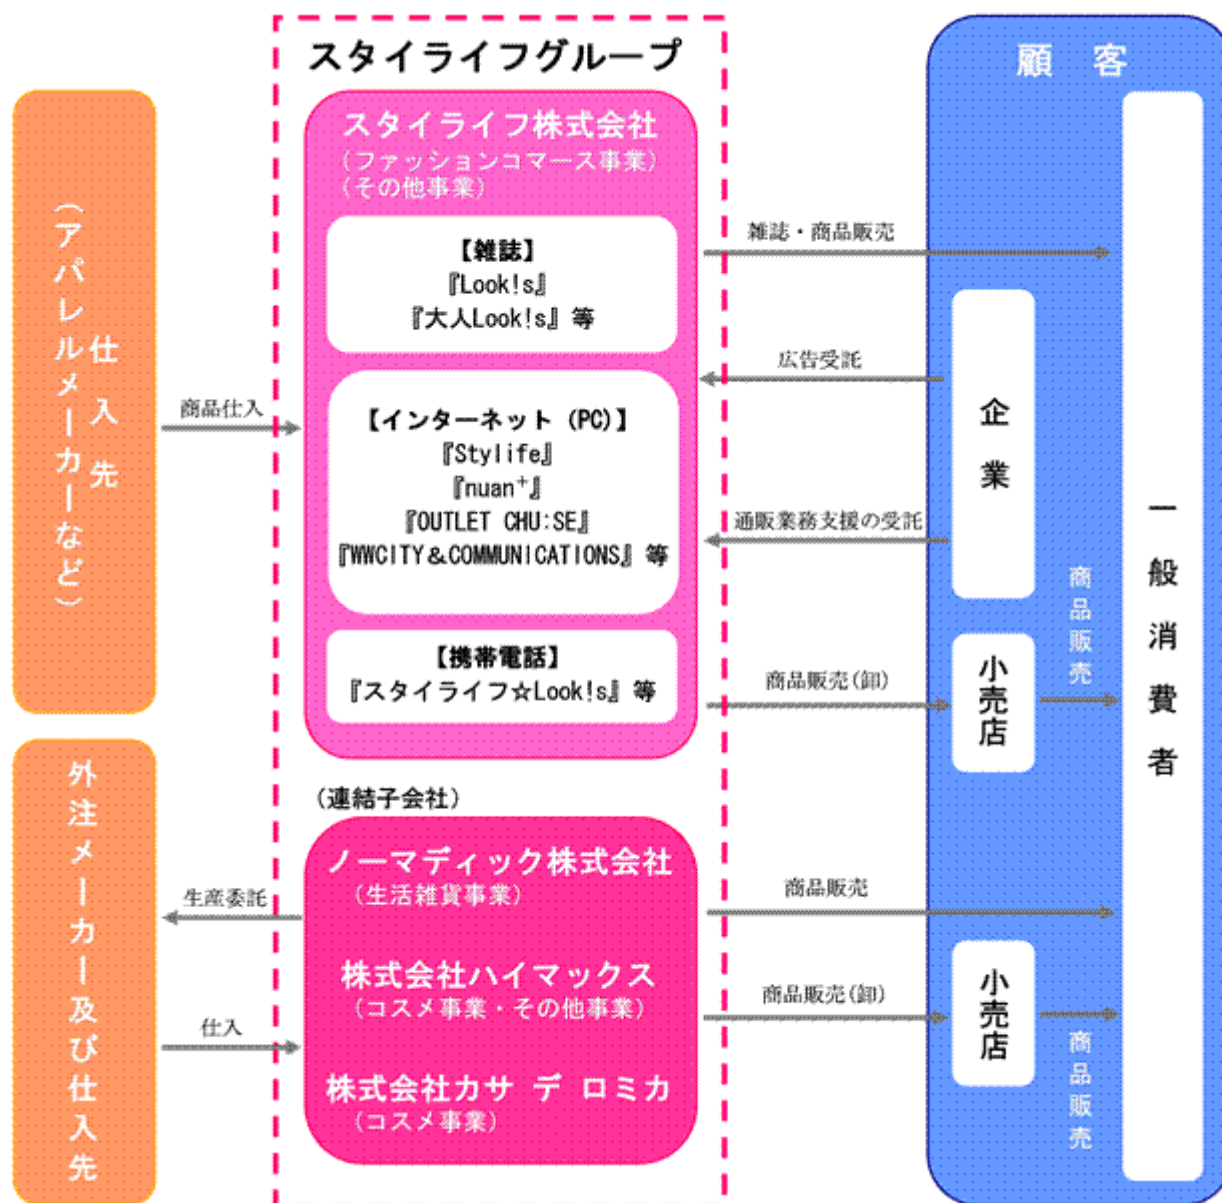 スタイライフグループ
顧 客
仕入先
(アパレルメーカーなど)
商品仕入
スタイライフ株式会社
(ファッションコマース事業)
(その他事業)
【雑誌】
『Look!s』
『大人Look!s』等
【インターネット (PC)】
『Stylife』
『nuan⁺』
『OUTLET CHU:SE』
『WWCITY&COMMUNICATIONS』等
【携帯電話】
『スタイライフ☆Look!s』等
雑誌・商品販売
広告受託
通販業務支援の受託
商品販売(卸)
企業
小売店
商品販売
一般消費者
外注メーカー及び仕入先
生産委託
仕入
(連結子会社)
ノーマディック株式会社
(生活雑貨事業)
株式会社ハイマックス
(コスメ事業・その他事業)
株式会社カサ デ ロミカ
(コスメ事業)
商品販売
商品販売(卸)
小売店
商品販売